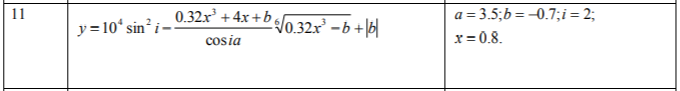 11
y = 10⁴ sin² i − (0.32x³ + 4x + b)/(cos ia) ⁶√(0.32x³ − b) + |b|
a = 3.5; b = −0.7; i = 2;
x = 0.8.